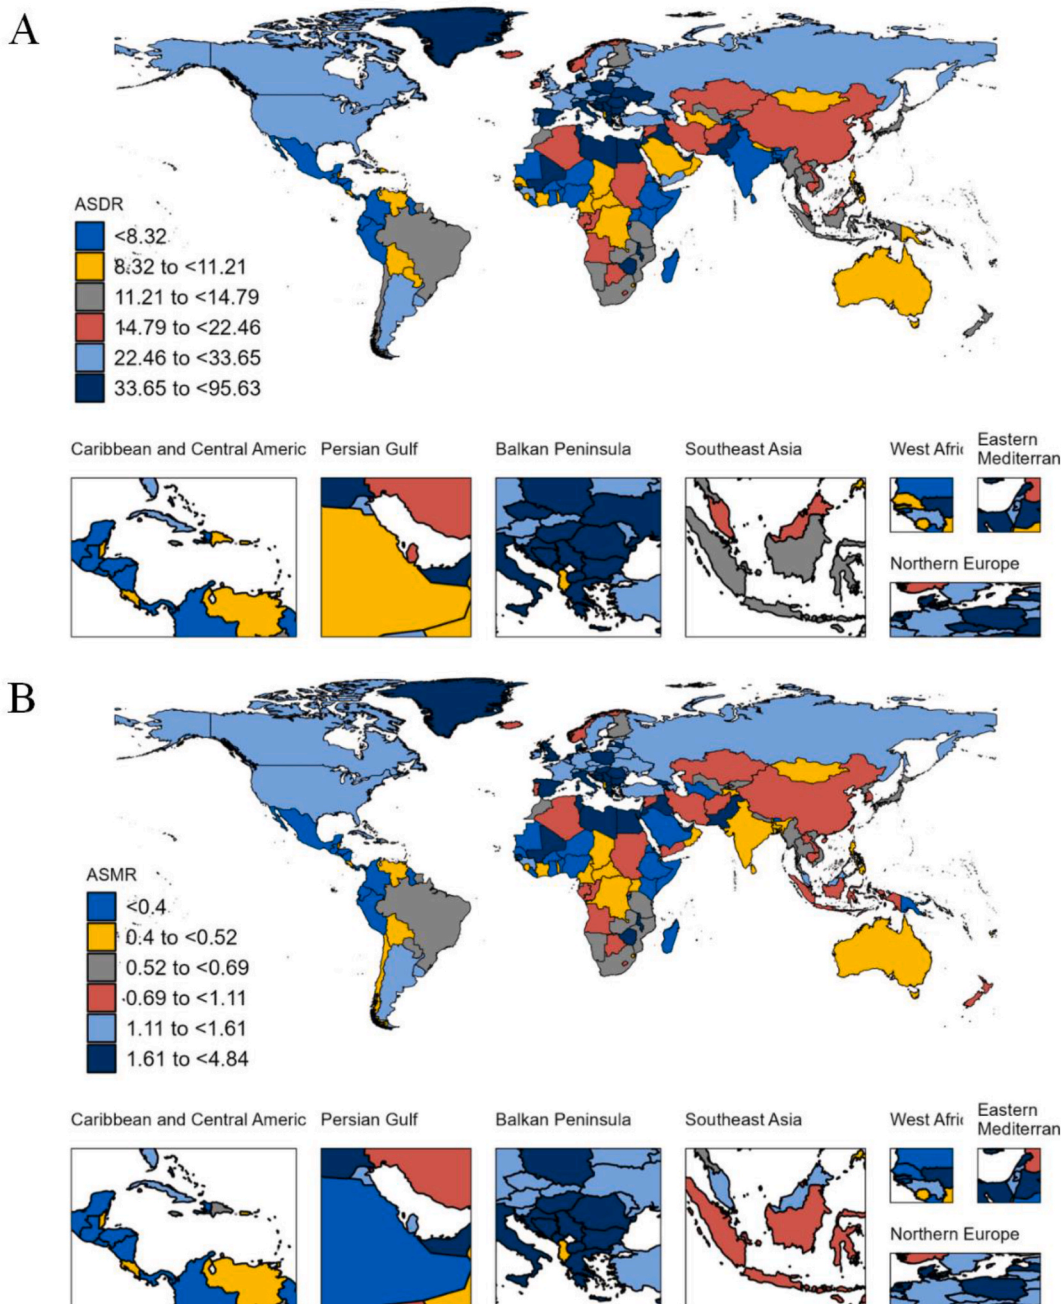 A
ASDR
<8.32
8.32 to <11.21
11.21 to <14.79
14.79 to <22.46
22.46 to <33.65
33.65 to <95.63
Caribbean and Central Americ
Persian Gulf
Balkan Peninsula
Southeast Asia
West Afric
Eastern
Mediterran
Northern Europe
B
ASMR
<0.4
0.4 to <0.52
0.52 to <0.69
0.69 to <1.11
1.11 to <1.61
1.61 to <4.84
Caribbean and Central Americ
Persian Gulf
Balkan Peninsula
Southeast Asia
West Afric
Eastern
Mediterran
Northern Europe